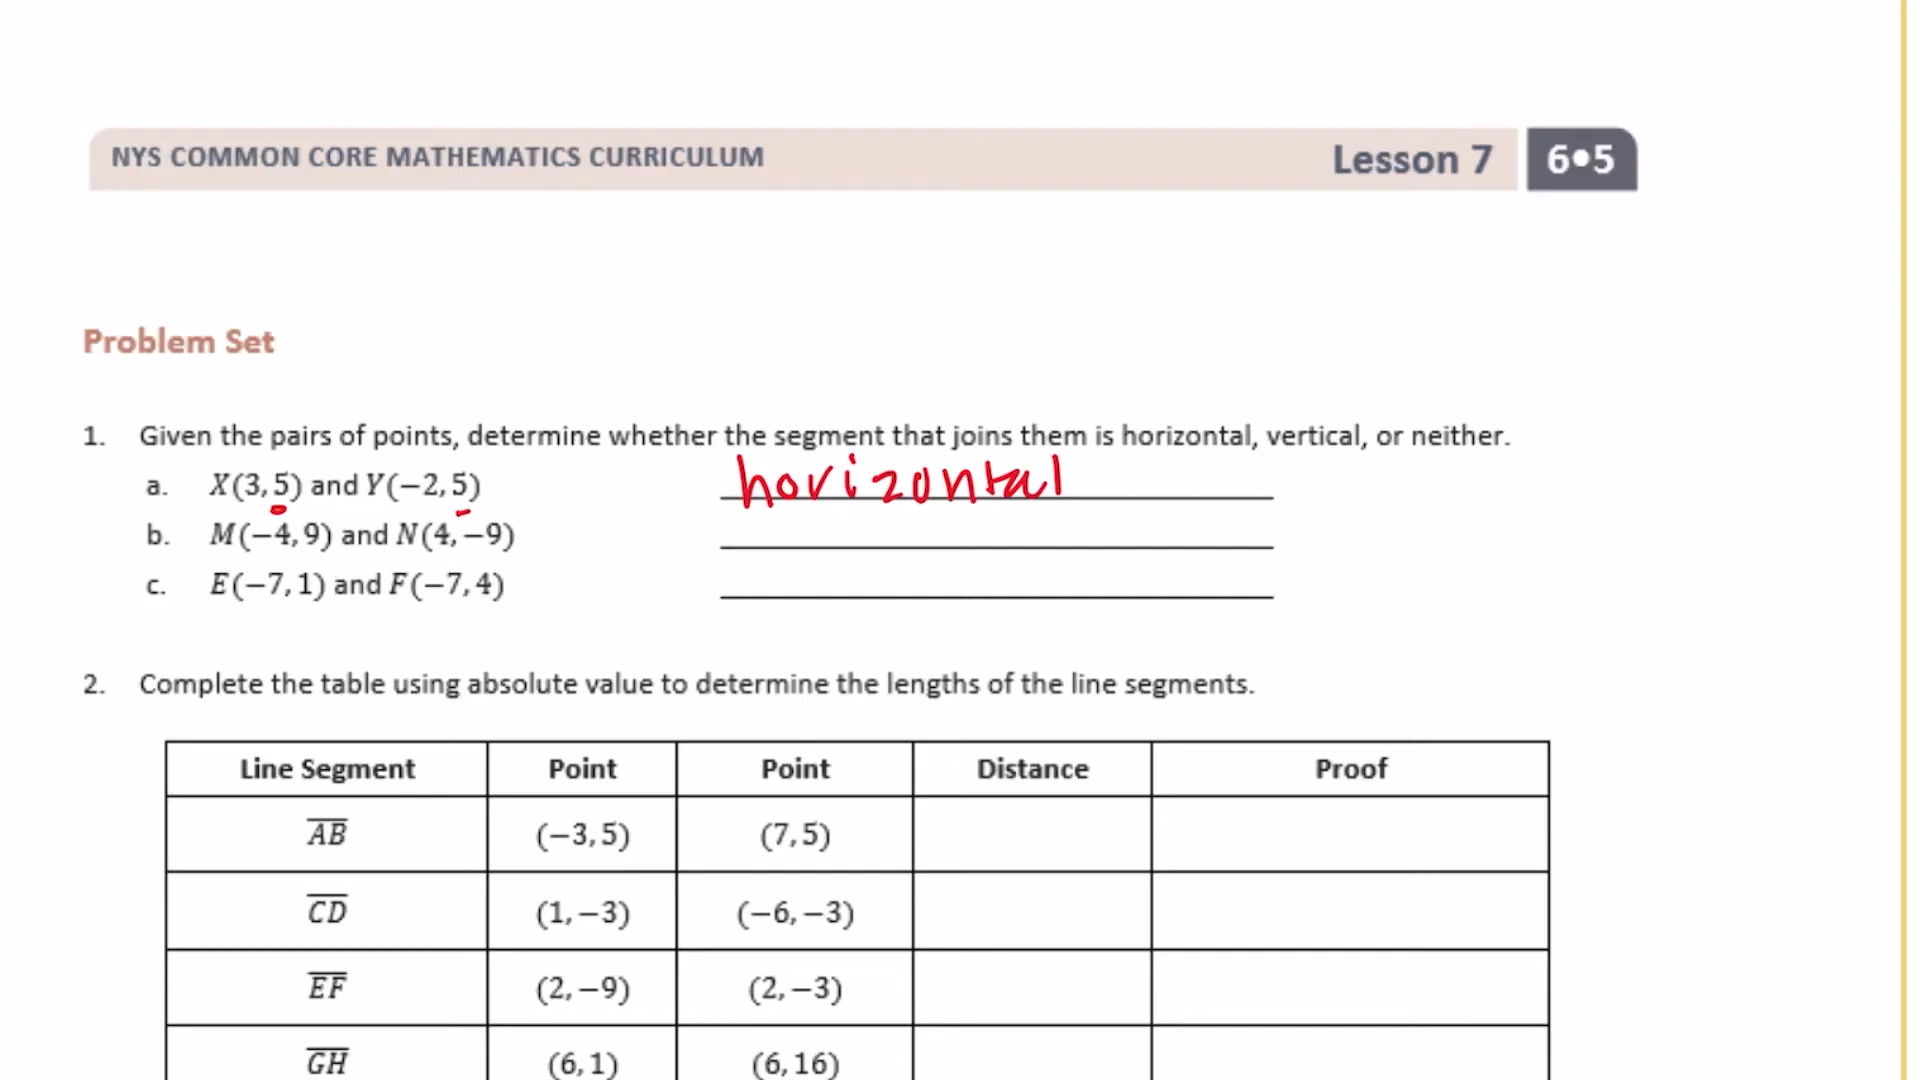 NYS COMMON CORE MATHEMATICS CURRICULUM Lesson 7 6•5
Problem Set
1. Given the pairs of points, determine whether the segment that joins them is horizontal, vertical, or neither.
a. X(3, 5) and Y(−2, 5) horizontal
b. M(−4, 9) and N(4, −9)
c. E(−7, 1) and F(−7, 4)
2. Complete the table using absolute value to determine the lengths of the line segments.
Line Segment Point Point Distance Proof
A̅B̅ (−3, 5) (7, 5)
C̅D̅ (1, −3) (−6, −3)
E̅F̅ (2, −9) (2, −3)
G̅H̅ (6, 1) (6, 16)